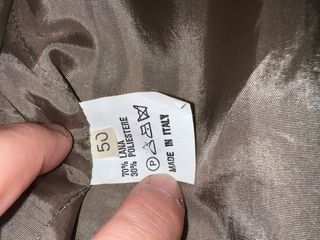 50
70% LANA
30% POLIESTERE
P
MADE IN ITALY